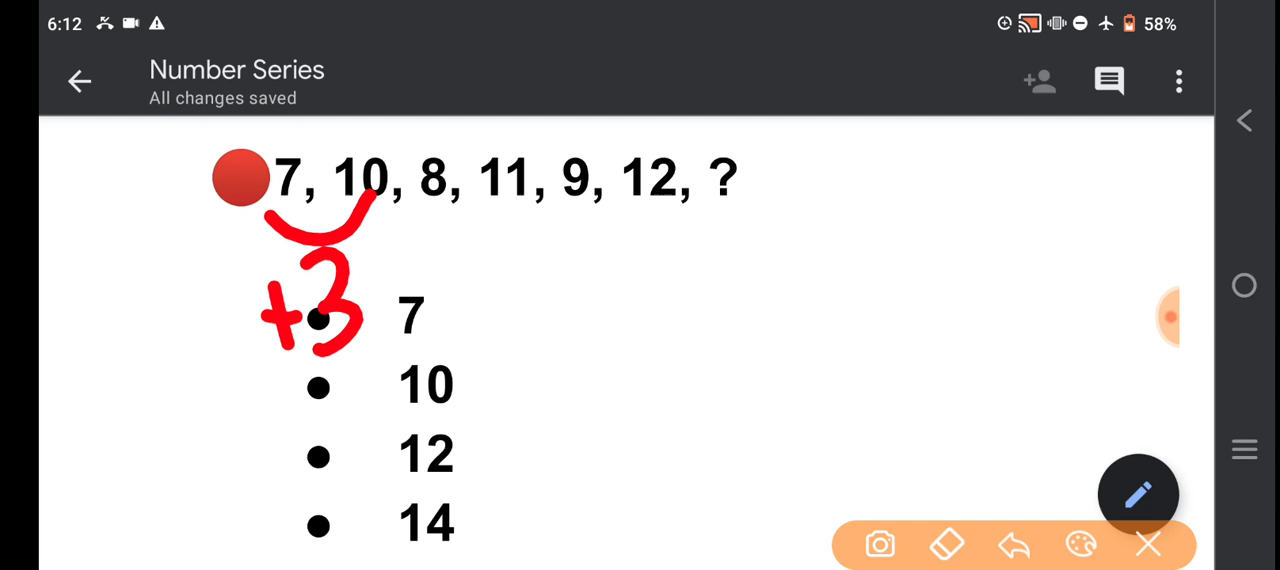 6:12 58%
Number Series
All changes saved
7, 10, 8, 11, 9, 12, ?
+3
• 7
• 10
• 12
• 14